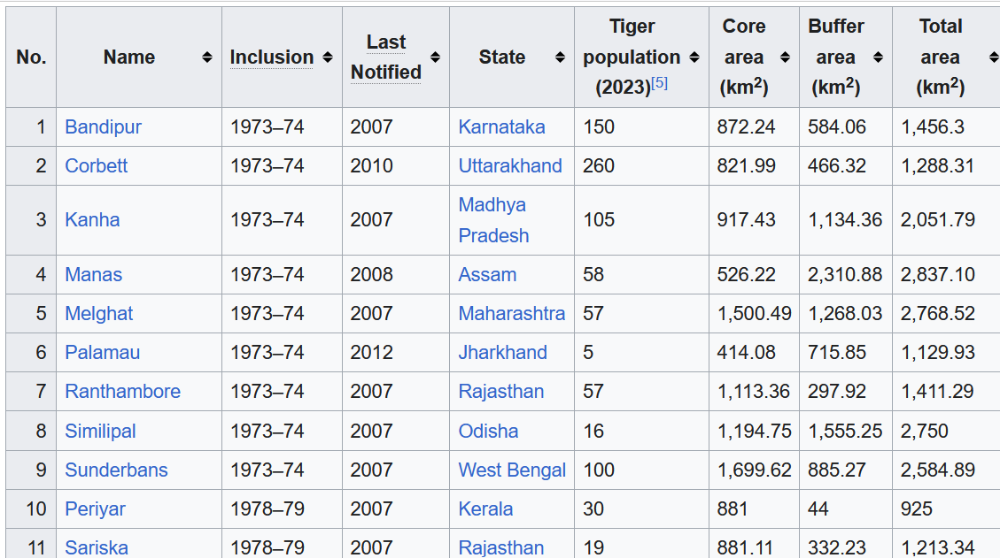 No. Name Inclusion Last Notified State Tiger population (2023)[5] Core area (km2) Buffer area (km2) Total area (km2)
1 Bandipur 1973–74 2007 Karnataka 150 872.24 584.06 1,456.3
2 Corbett 1973–74 2010 Uttarakhand 260 821.99 466.32 1,288.31
3 Kanha 1973–74 2007 Madhya Pradesh 105 917.43 1,134.36 2,051.79
4 Manas 1973–74 2008 Assam 58 526.22 2,310.88 2,837.10
5 Melghat 1973–74 2007 Maharashtra 57 1,500.49 1,268.03 2,768.52
6 Palamau 1973–74 2012 Jharkhand 5 414.08 715.85 1,129.93
7 Ranthambore 1973–74 2007 Rajasthan 57 1,113.36 297.92 1,411.29
8 Similipal 1973–74 2007 Odisha 16 1,194.75 1,555.25 2,750
9 Sunderbans 1973–74 2007 West Bengal 100 1,699.62 885.27 2,584.89
10 Periyar 1978–79 2007 Kerala 30 881 44 925
11 Sariska 1978–79 2007 Rajasthan 19 881.11 332.23 1,213.34